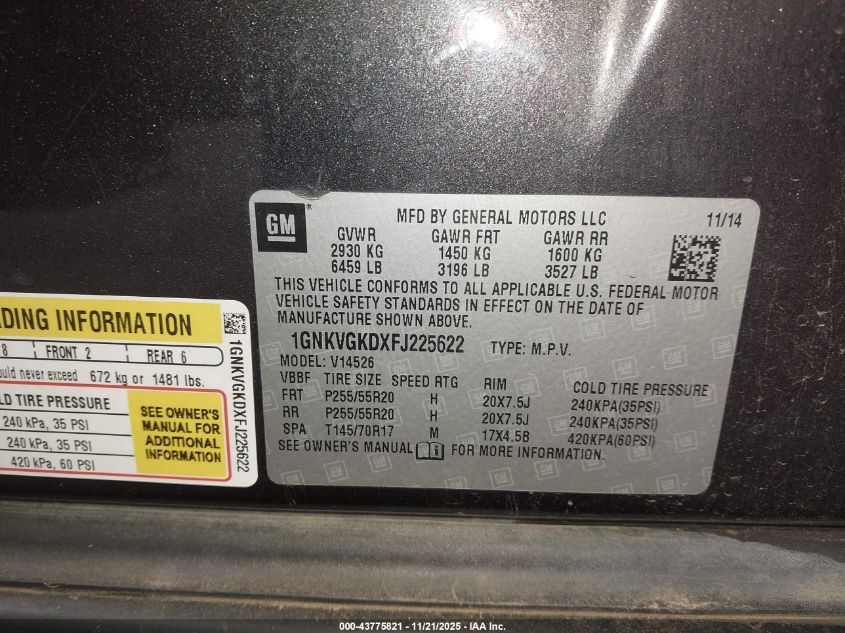 GM
®
MFD BY GENERAL MOTORS LLC
11/14
GVWR GAWR FRT GAWR RR
2930 KG 1450 KG 1600 KG
6459 LB 3196 LB 3527 LB
THIS VEHICLE CONFORMS TO ALL APPLICABLE U.S. FEDERAL MOTOR
VEHICLE SAFETY STANDARDS IN EFFECT ON THE DATE OF
MANUFACTURE SHOWN ABOVE.
1GNKVGKDXFJ225622 TYPE: M.P.V.
MODEL: V14526
VBBF TIRE SIZE SPEED RTG RIM COLD TIRE PRESSURE
FRT P255/55R20 H 20X7.5J 240KPA(35PSI)
RR P255/55R20 H 20X7.5J 240KPA(35PSI)
SPA T145/70R17 M 17X4.5B 420KPA(60PSI)
SEE OWNER'S MANUAL FOR MORE INFORMATION.
DING INFORMATION
8 FRONT 2 REAR 6
ould never exceed 672 kg or 1481 lbs.
LD TIRE PRESSURE
240 kPa, 35 PSI
240 kPa, 35 PSI
420 kPa, 60 PSI
SEE OWNER'S
MANUAL FOR
ADDITIONAL
INFORMATION
1GNKVGKDXFJ225622
000-43775821 - 11/21/2025 - IAA Inc.